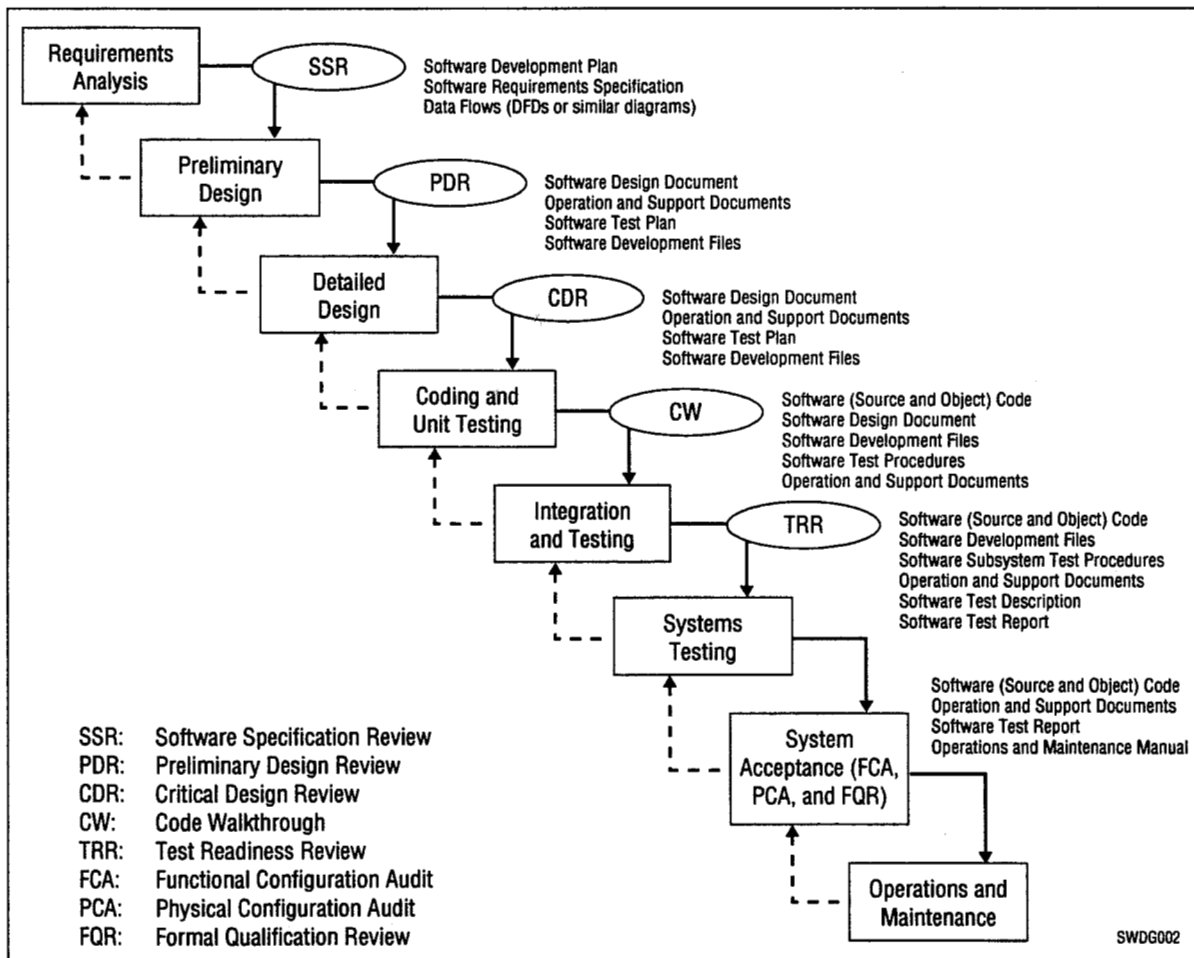 Requirements
Analysis
SSR
Software Development Plan
Software Requirements Specification
Data Flows (DFDs or similar diagrams)
Preliminary
Design
PDR
Software Design Document
Operation and Support Documents
Software Test Plan
Software Development Files
Detailed
Design
CDR
Software Design Document
Operation and Support Documents
Software Test Plan
Software Development Files
Coding and
Unit Testing
CW
Software (Source and Object) Code
Software Design Document
Software Development Files
Software Test Procedures
Operation and Support Documents
Integration
and Testing
TRR
Software (Source and Object) Code
Software Development Files
Software Subsystem Test Procedures
Operation and Support Documents
Software Test Description
Software Test Report
Systems
Testing
Software (Source and Object) Code
Operation and Support Documents
Software Test Report
Operations and Maintenance Manual
System
Acceptance (FCA,
PCA, and FQR)
Operations and
Maintenance
SSR: Software Specification Review
PDR: Preliminary Design Review
CDR: Critical Design Review
CW: Code Walkthrough
TRR: Test Readiness Review
FCA: Functional Configuration Audit
PCA: Physical Configuration Audit
FQR: Formal Qualification Review
SWDG002